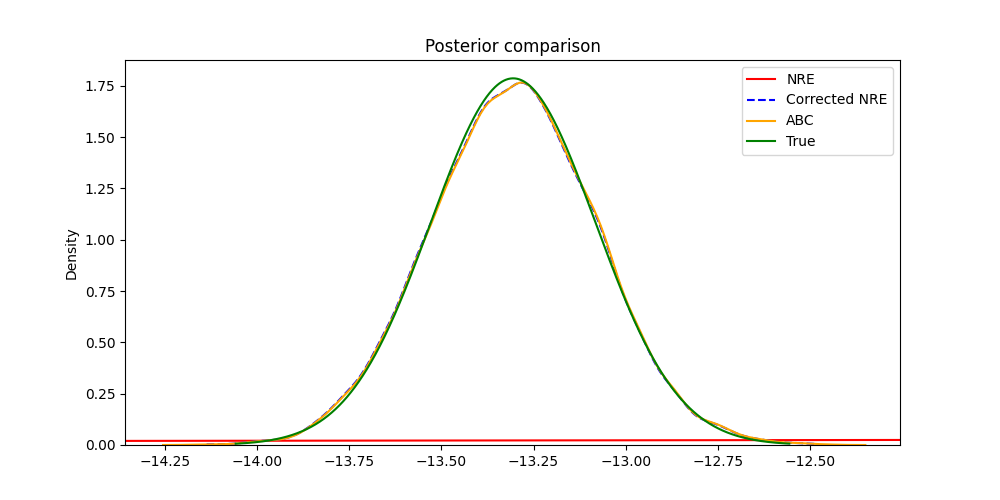 Posterior comparison
NRE
Corrected NRE
ABC
True
Density
1.75
1.50
1.25
1.00
0.75
0.50
0.25
0.00
−14.25 −14.00 −13.75 −13.50 −13.25 −13.00 −12.75 −12.50